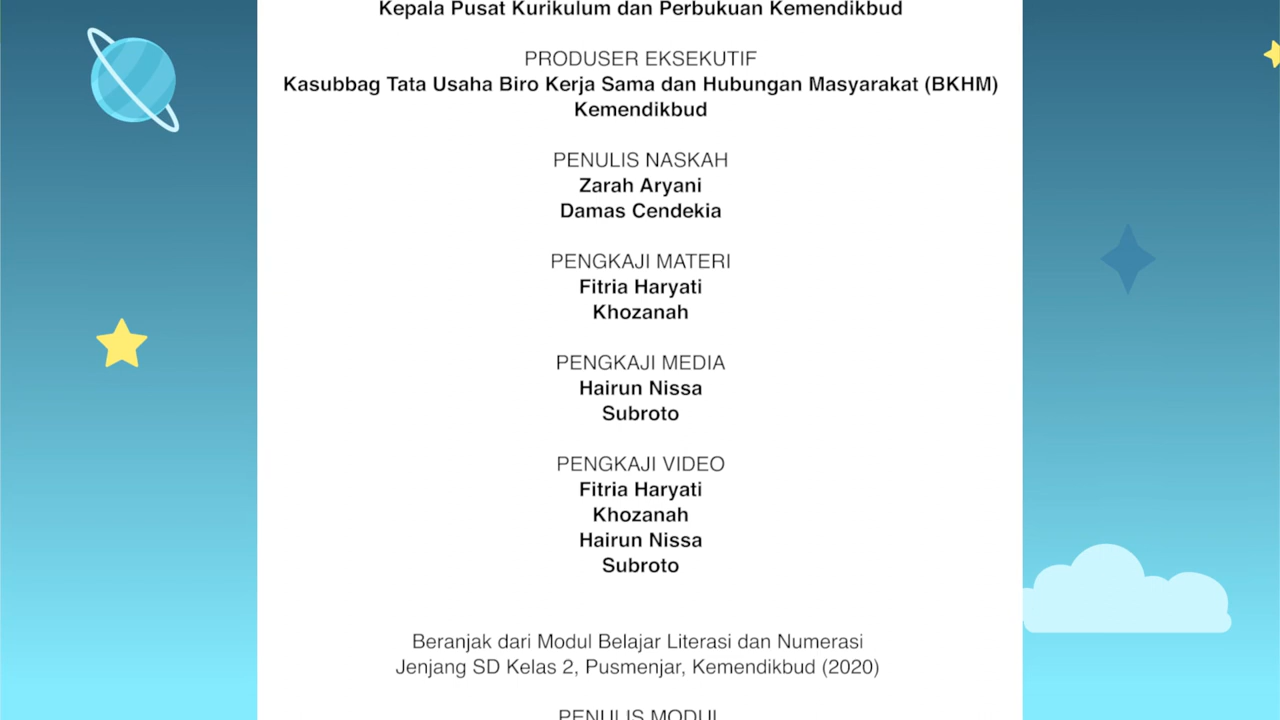 Kepala Pusat Kurikulum dan Perbukuan Kemendikbud
PRODUSER EKSEKUTIF
Kasubbag Tata Usaha Biro Kerja Sama dan Hubungan Masyarakat (BKHM)
Kemendikbud
PENULIS NASKAH
Zarah Aryani
Damas Cendekia
PENGKAJI MATERI
Fitria Haryati
Khozanah
PENGKAJI MEDIA
Hairun Nissa
Subroto
PENGKAJI VIDEO
Fitria Haryati
Khozanah
Hairun Nissa
Subroto
Beranjak dari Modul Belajar Literasi dan Numerasi
Jenjang SD Kelas 2, Pusmenjar, Kemendikbud (2020)
PENULIS MODUL